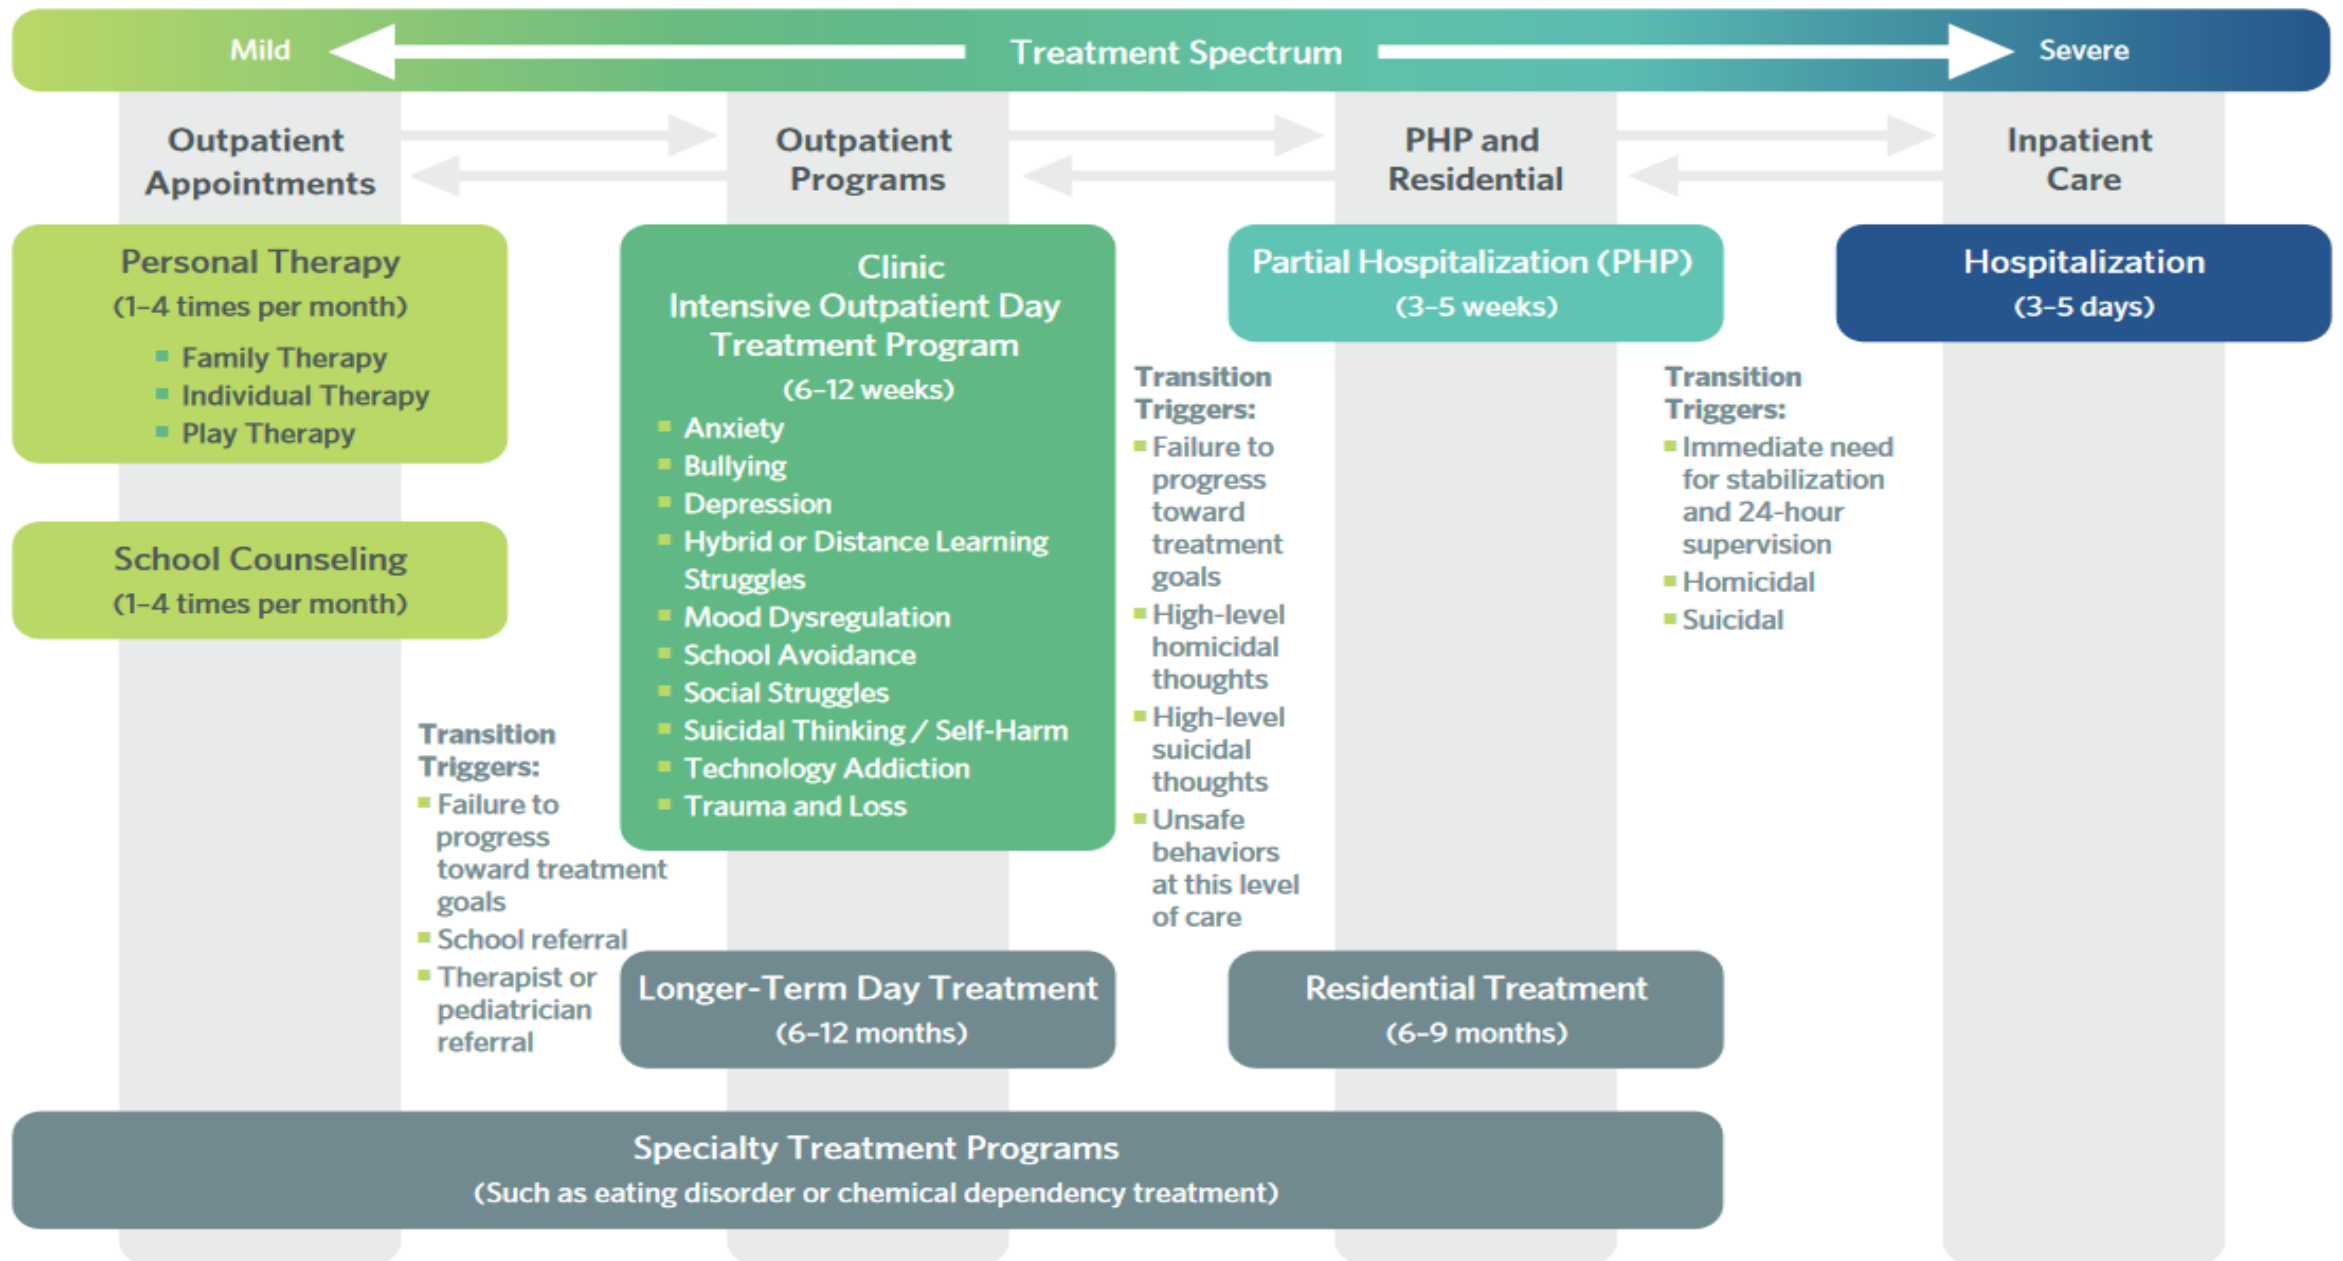 Mild
Treatment Spectrum
Severe
Outpatient
Appointments
Outpatient
Programs
PHP and
Residential
Inpatient
Care
Personal Therapy
(1–4 times per month)
Family Therapy
Individual Therapy
Play Therapy
School Counseling
(1–4 times per month)
Transition
Triggers:
Failure to
progress
toward treatment
goals
School referral
Therapist or
pediatrician
referral
Clinic
Intensive Outpatient Day
Treatment Program
(6–12 weeks)
Anxiety
Bullying
Depression
Hybrid or Distance Learning
Struggles
Mood Dysregulation
School Avoidance
Social Struggles
Suicidal Thinking / Self-Harm
Technology Addiction
Trauma and Loss
Longer-Term Day Treatment
(6–12 months)
Transition
Triggers:
Failure to
progress
toward
treatment
goals
High-level
homicidal
thoughts
High-level
suicidal
thoughts
Unsafe
behaviors
at this level
of care
Partial Hospitalization (PHP)
(3–5 weeks)
Residential Treatment
(6–9 months)
Transition
Triggers:
Immediate need
for stabilization
and 24-hour
supervision
Homicidal
Suicidal
Hospitalization
(3–5 days)
Specialty Treatment Programs
(Such as eating disorder or chemical dependency treatment)